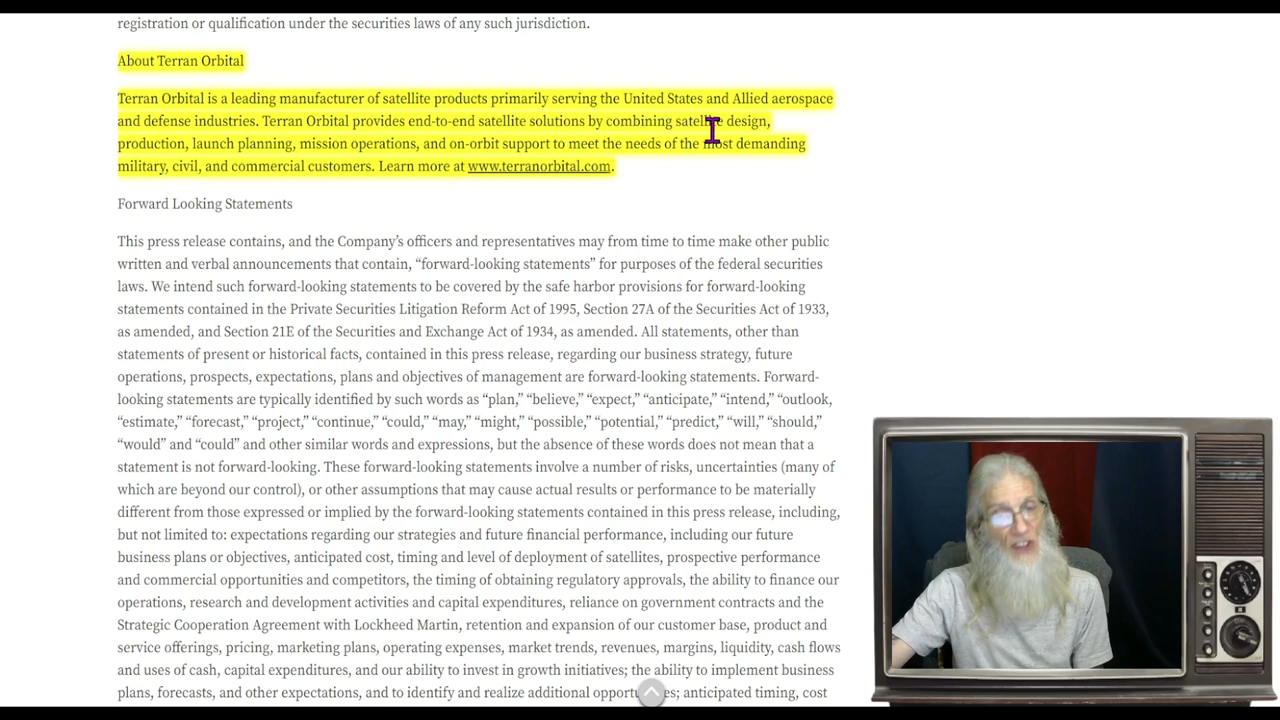 registration or qualification under the securities laws of any such jurisdiction.
About Terran Orbital
Terran Orbital is a leading manufacturer of satellite products primarily serving the United States and Allied aerospace
and defense industries. Terran Orbital provides end-to-end satellite solutions by combining satellite design,
production, launch planning, mission operations, and on-orbit support to meet the needs of the most demanding
military, civil, and commercial customers. Learn more at www.terranorbital.com.
Forward Looking Statements
This press release contains, and the Company’s officers and representatives may from time to time make other public
written and verbal announcements that contain, “forward-looking statements” for purposes of the federal securities
laws. We intend such forward-looking statements to be covered by the safe harbor provisions for forward-looking
statements contained in the Private Securities Litigation Reform Act of 1995, Section 27A of the Securities Act of 1933,
as amended, and Section 21E of the Securities and Exchange Act of 1934, as amended. All statements, other than
statements of present or historical facts, contained in this press release, regarding our business strategy, future
operations, prospects, expectations, plans and objectives of management are forward-looking statements. Forward-
looking statements are typically identified by such words as “plan,” “believe,” “expect,” “anticipate,” “intend,” “outlook,
“estimate,” “forecast,” “project,” “continue,” “could,” “may,” “might,” “possible,” “potential,” “predict,” “will,” “should,”
“would” and “could” and other similar words and expressions, but the absence of these words does not mean that a
statement is not forward-looking. These forward-looking statements involve a number of risks, uncertainties (many of
which are beyond our control), or other assumptions that may cause actual results or performance to be materially
different from those expressed or implied by the forward-looking statements contained in this press release, including,
but not limited to: expectations regarding our strategies and future financial performance, including our future
business plans or objectives, anticipated cost, timing and level of deployment of satellites, prospective performance
and commercial opportunities and competitors, the timing of obtaining regulatory approvals, the ability to finance our
operations, research and development activities and capital expenditures, reliance on government contracts and the
Strategic Cooperation Agreement with Lockheed Martin, retention and expansion of our customer base, product and
service offerings, pricing, marketing plans, operating expenses, market trends, revenues, margins, liquidity, cash flows
and uses of cash, capital expenditures, and our ability to invest in growth initiatives; the ability to implement business
plans, forecasts, and other expectations, and to identify and realize additional opportunities; anticipated timing, cost